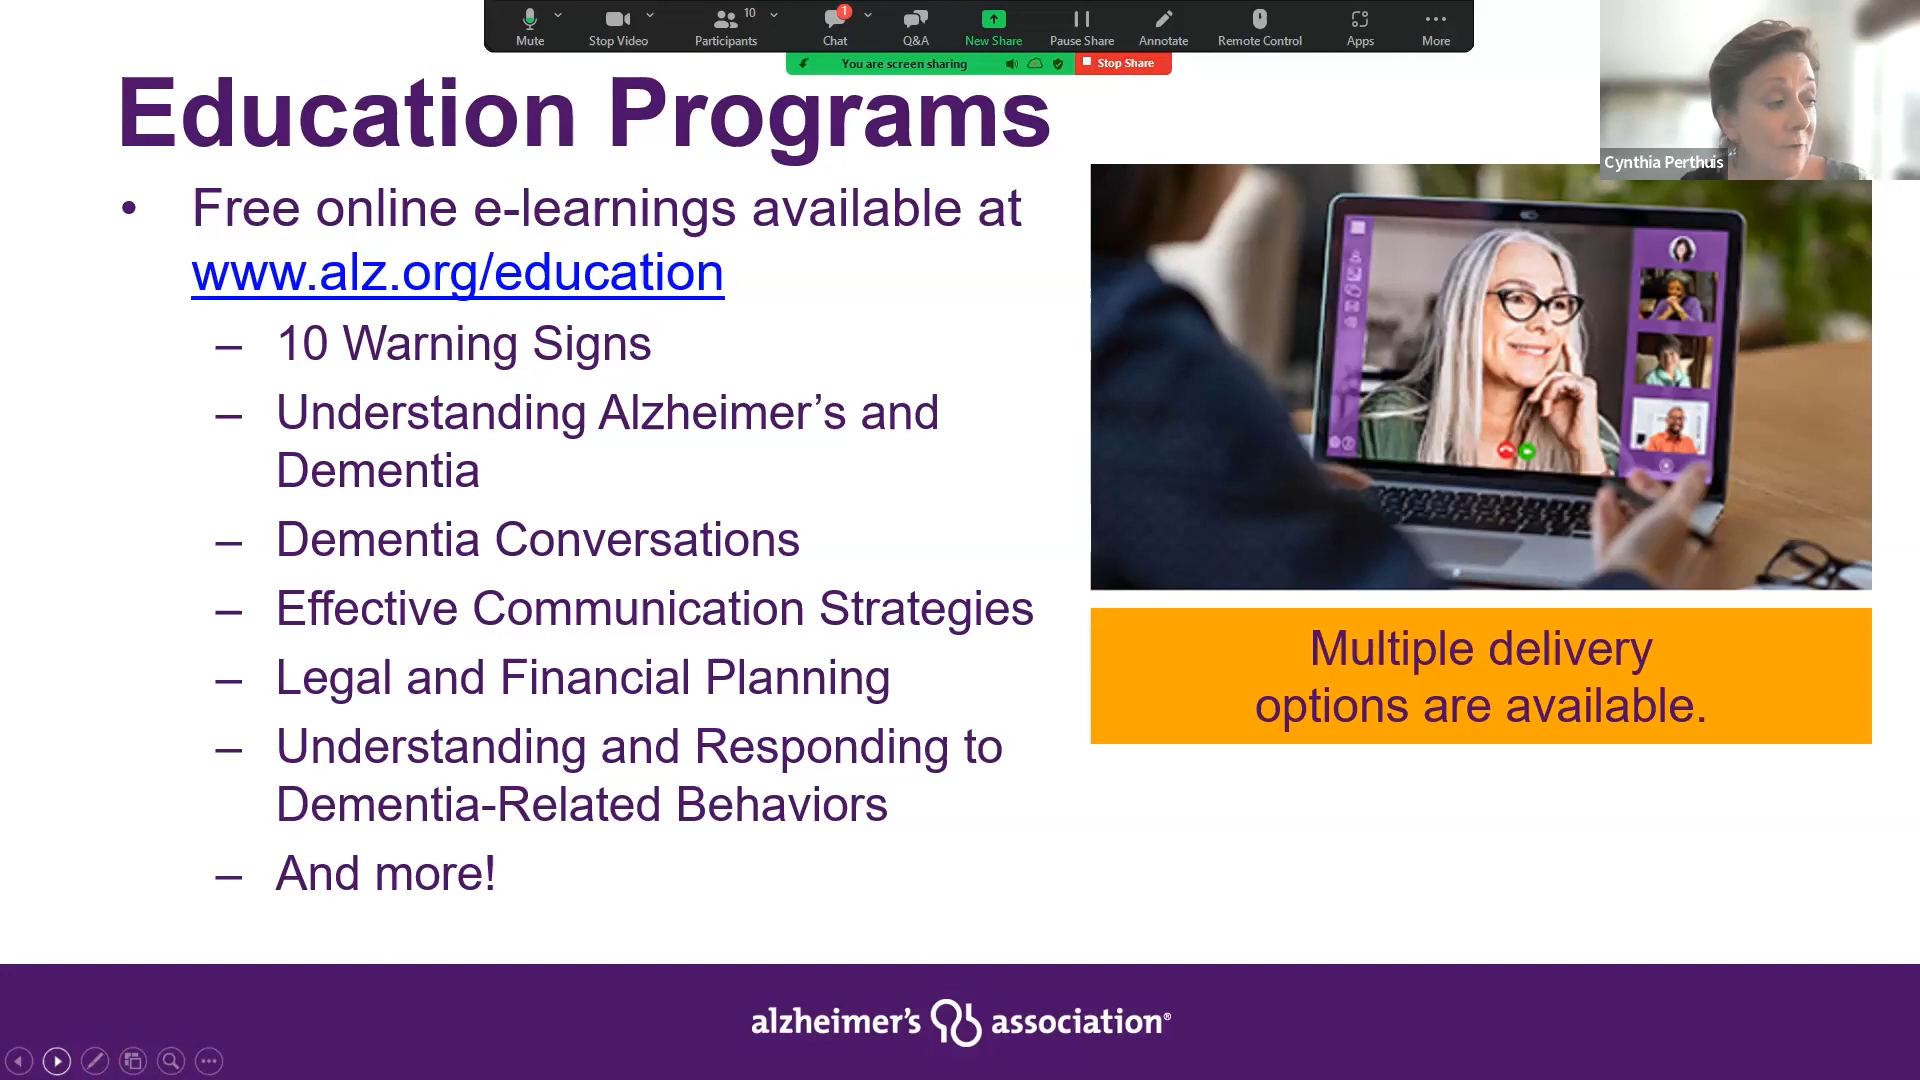 Mute
Stop Video
Participants
10
Chat
1
Q&A
New Share
Pause Share
Annotate
Remote Control
Apps
More
You are screen sharing
Stop Share
Cynthia Perthuis
Education Programs
• Free online e-learnings available at
www.alz.org/education
– 10 Warning Signs
– Understanding Alzheimer’s and
Dementia
– Dementia Conversations
– Effective Communication Strategies
– Legal and Financial Planning
– Understanding and Responding to
Dementia-Related Behaviors
– And more!
Multiple delivery
options are available.
alzheimer's association®